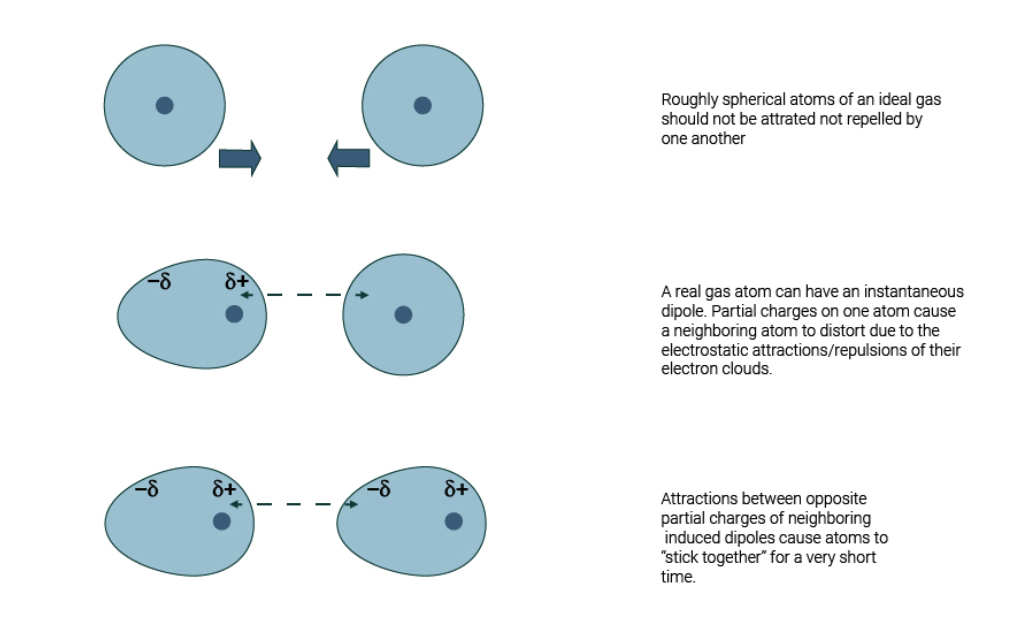 Roughly spherical atoms of an ideal gas
should not be attrated not repelled by
one another
−δ δ+
A real gas atom can have an instantaneous
dipole. Partial charges on one atom cause
a neighboring atom to distort due to the
electrostatic attractions/repulsions of their
electron clouds.
−δ δ+ −δ δ+
Attractions between opposite
partial charges of neighboring
induced dipoles cause atoms to
“stick together” for a very short
time.